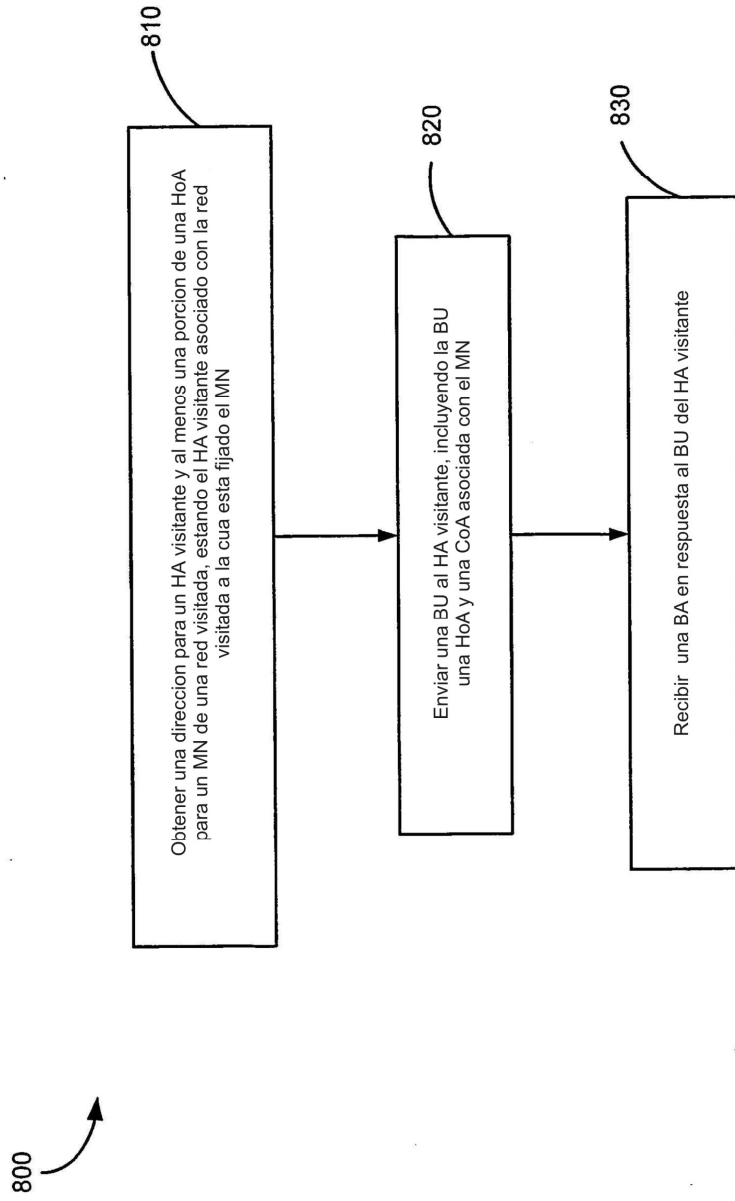 800
810
Obtener una direccion para un HA visitante y al menos una porcion de una HoA
para un MN de una red visitada, estando el HA visitante asociado con la red
visitada a la cua esta fijado el MN
820
Enviar una BU al HA visitante, incluyendo la BU
una HoA y una CoA asociada con el MN
830
Recibir una BA en respuesta al BU del HA visitante